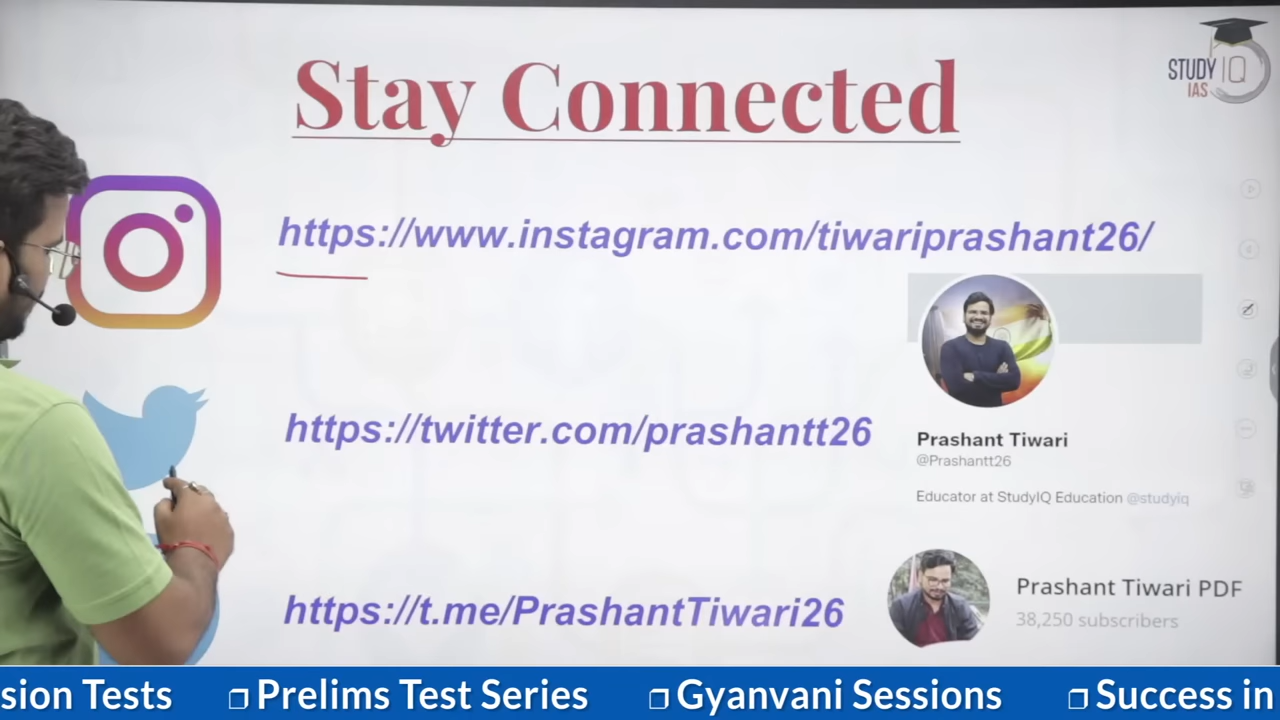 Stay Connected
STUDY IQ
IAS
https://www.instagram.com/tiwariprashant26/
https://twitter.com/prashantt26
Prashant Tiwari
@Prashantt26
Educator at StudyIQ Education @studyiq
https://t.me/PrashantTiwari26
Prashant Tiwari PDF
38,250 subscribers
sion Tests ❐ Prelims Test Series ❐ Gyanvani Sessions ❐ Success in